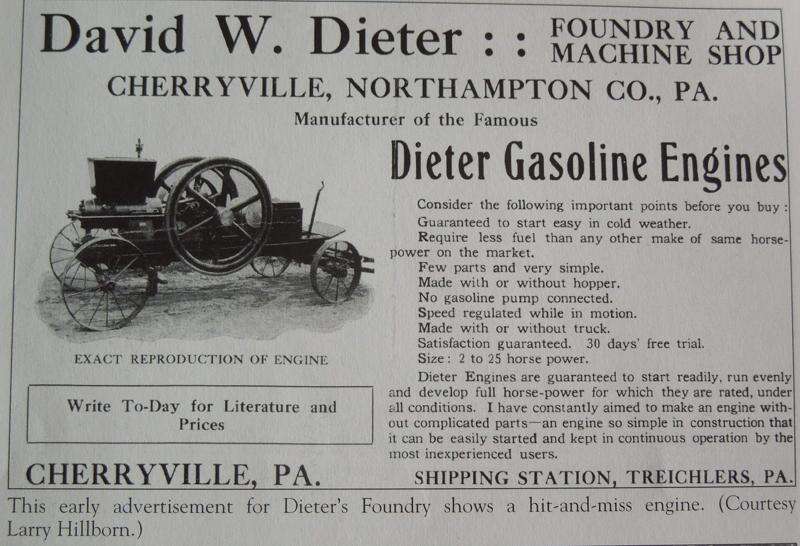 David W. Dieter : : FOUNDRY AND
MACHINE SHOP
CHERRYVILLE, NORTHAMPTON CO., PA.
Manufacturer of the Famous
Dieter Gasoline Engines
Consider the following important points before you buy :
Guaranteed to start easy in cold weather.
Require less fuel than any other make of same horse-
power on the market.
Few parts and very simple.
Made with or without hopper.
No gasoline pump connected.
Speed regulated while in motion.
Made with or without truck.
Satisfaction guaranteed. 30 days' free trial.
Size : 2 to 25 horse power.
Dieter Engines are guaranteed to start readily, run evenly
and develop full horse-power for which they are rated, under
all conditions. I have constantly aimed to make an engine with-
out complicated parts—an engine so simple in construction that
it can be easily started and kept in continuous operation by the
most inexperienced users.
EXACT REPRODUCTION OF ENGINE
Write To-Day for Literature and
Prices
CHERRYVILLE, PA.
SHIPPING STATION, TREICHLERS, PA.
This early advertisement for Dieter's Foundry shows a hit-and-miss engine. (Courtesy
Larry Hillborn.)